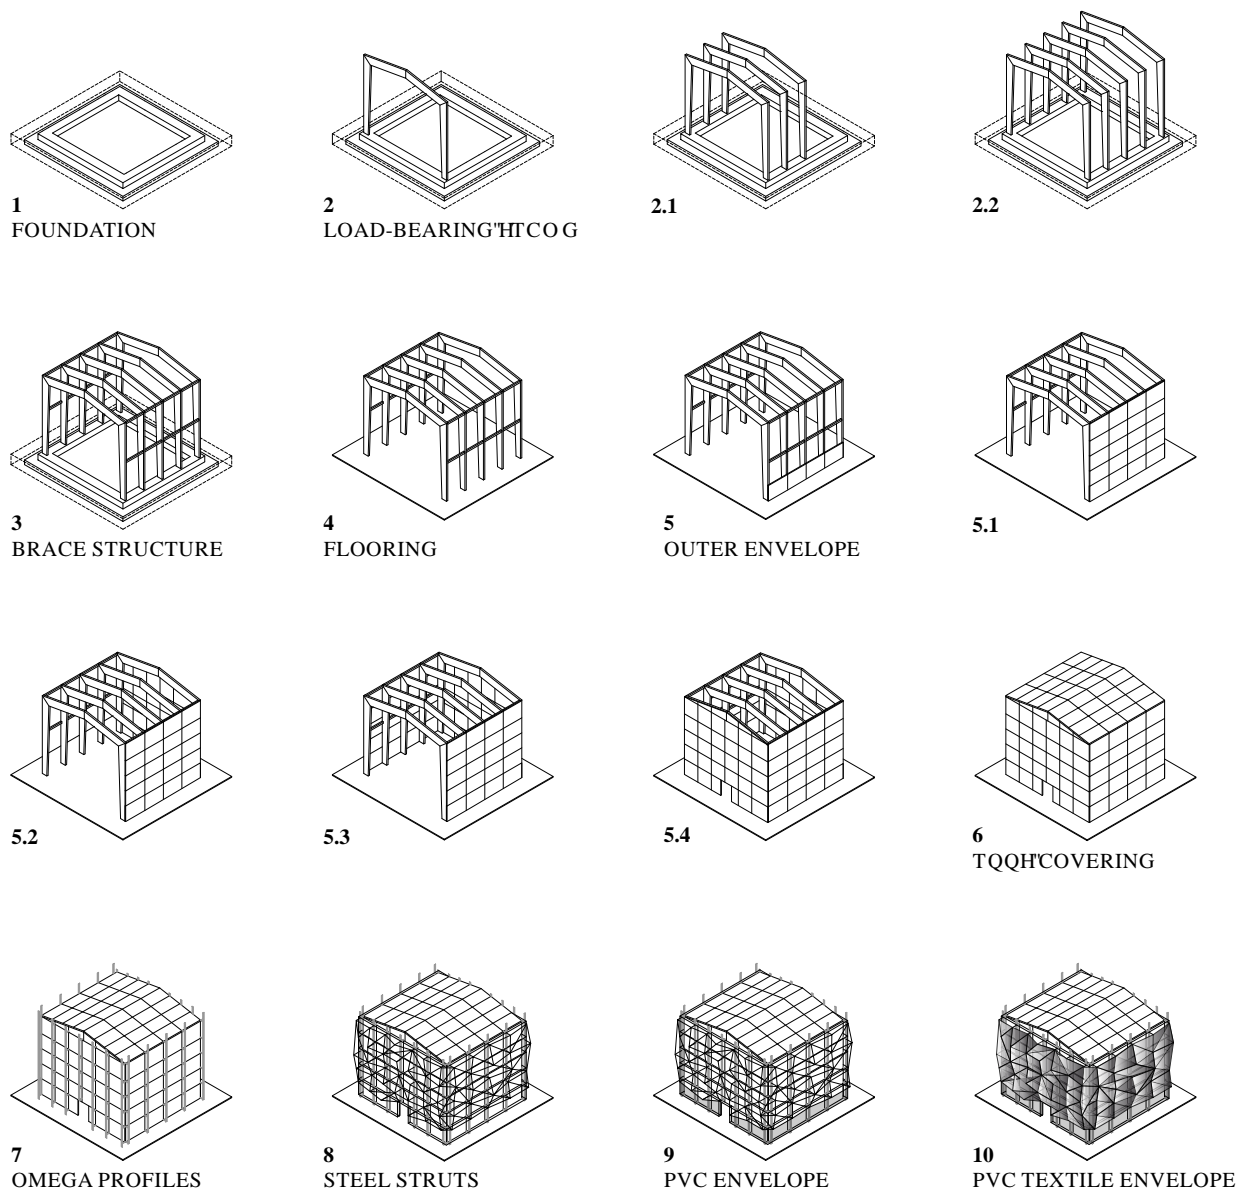 1
FOUNDATION
2
LOAD-BEARING"HTCOG
2.1
2.2
3
BRACE STRUCTURE
4
FLOORING
5
OUTER ENVELOPE
5.1
5.2
5.3
5.4
6
TQQH"COVERING
7
OMEGA PROFILES
8
STEEL STRUTS
9
PVC ENVELOPE
10
PVC TEXTILE ENVELOPE